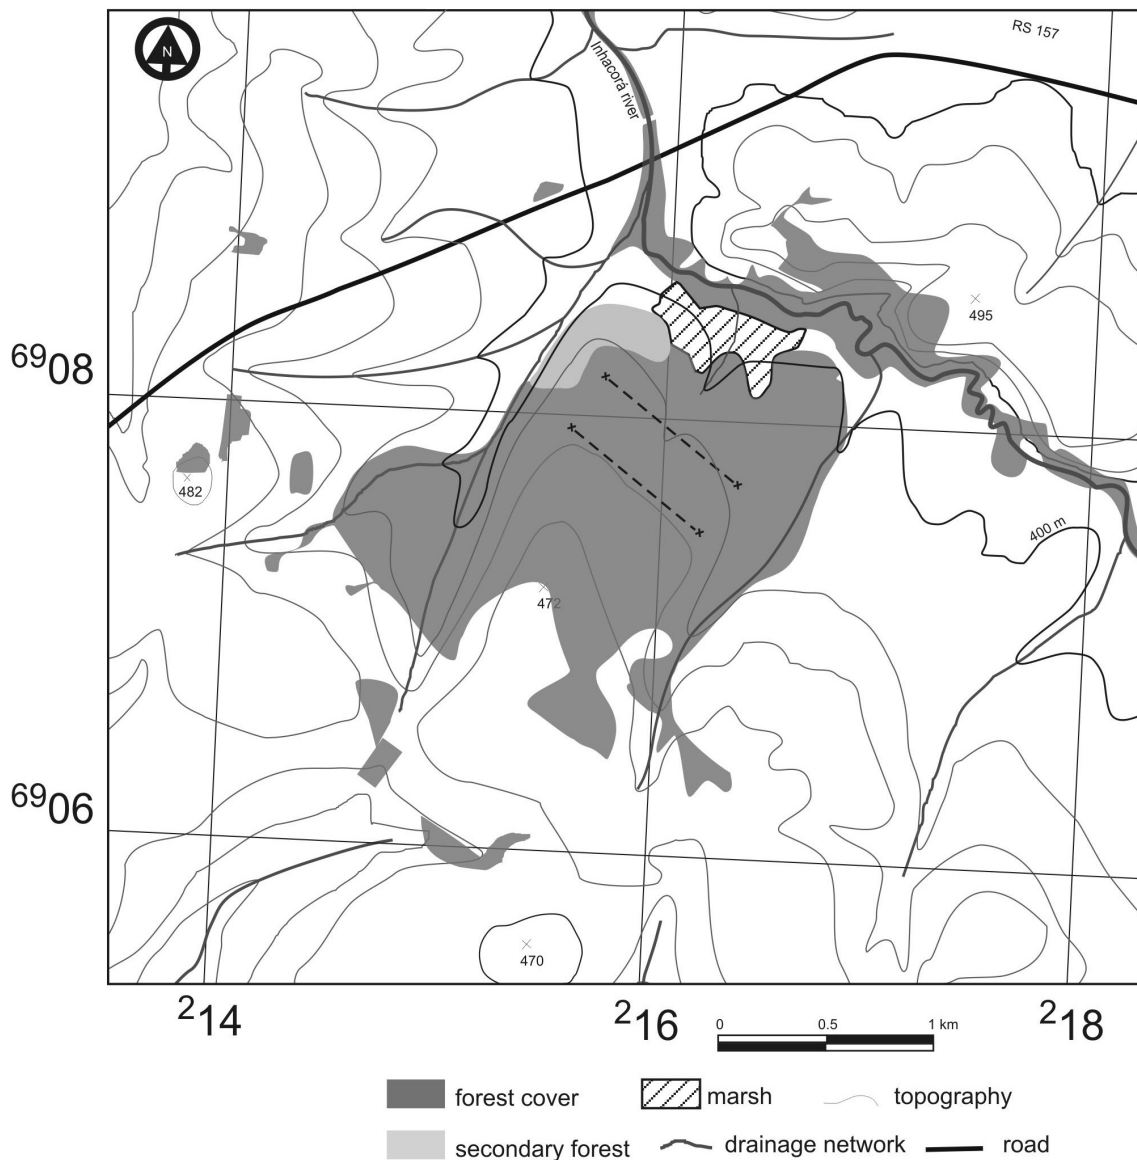 N
RS 157
Inhacorá river
495
6908
482
400 m
472
6906
470
214
216
218
0 0.5 1 km
forest cover
marsh
topography
secondary forest
drainage network
road